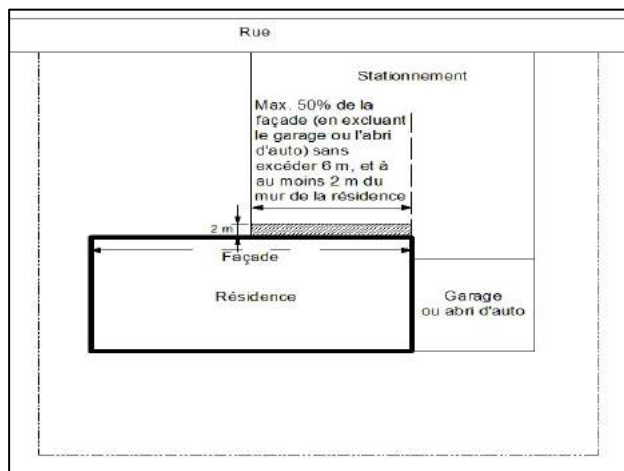 Rue
Stationnement
Max. 50% de la
façade (en excluant
le garage ou l'abri
d'auto) sans
excéder 6 m, et à
au moins 2 m du
mur de la résidence
2 m
Façade
Résidence
Garage
ou abri d'auto